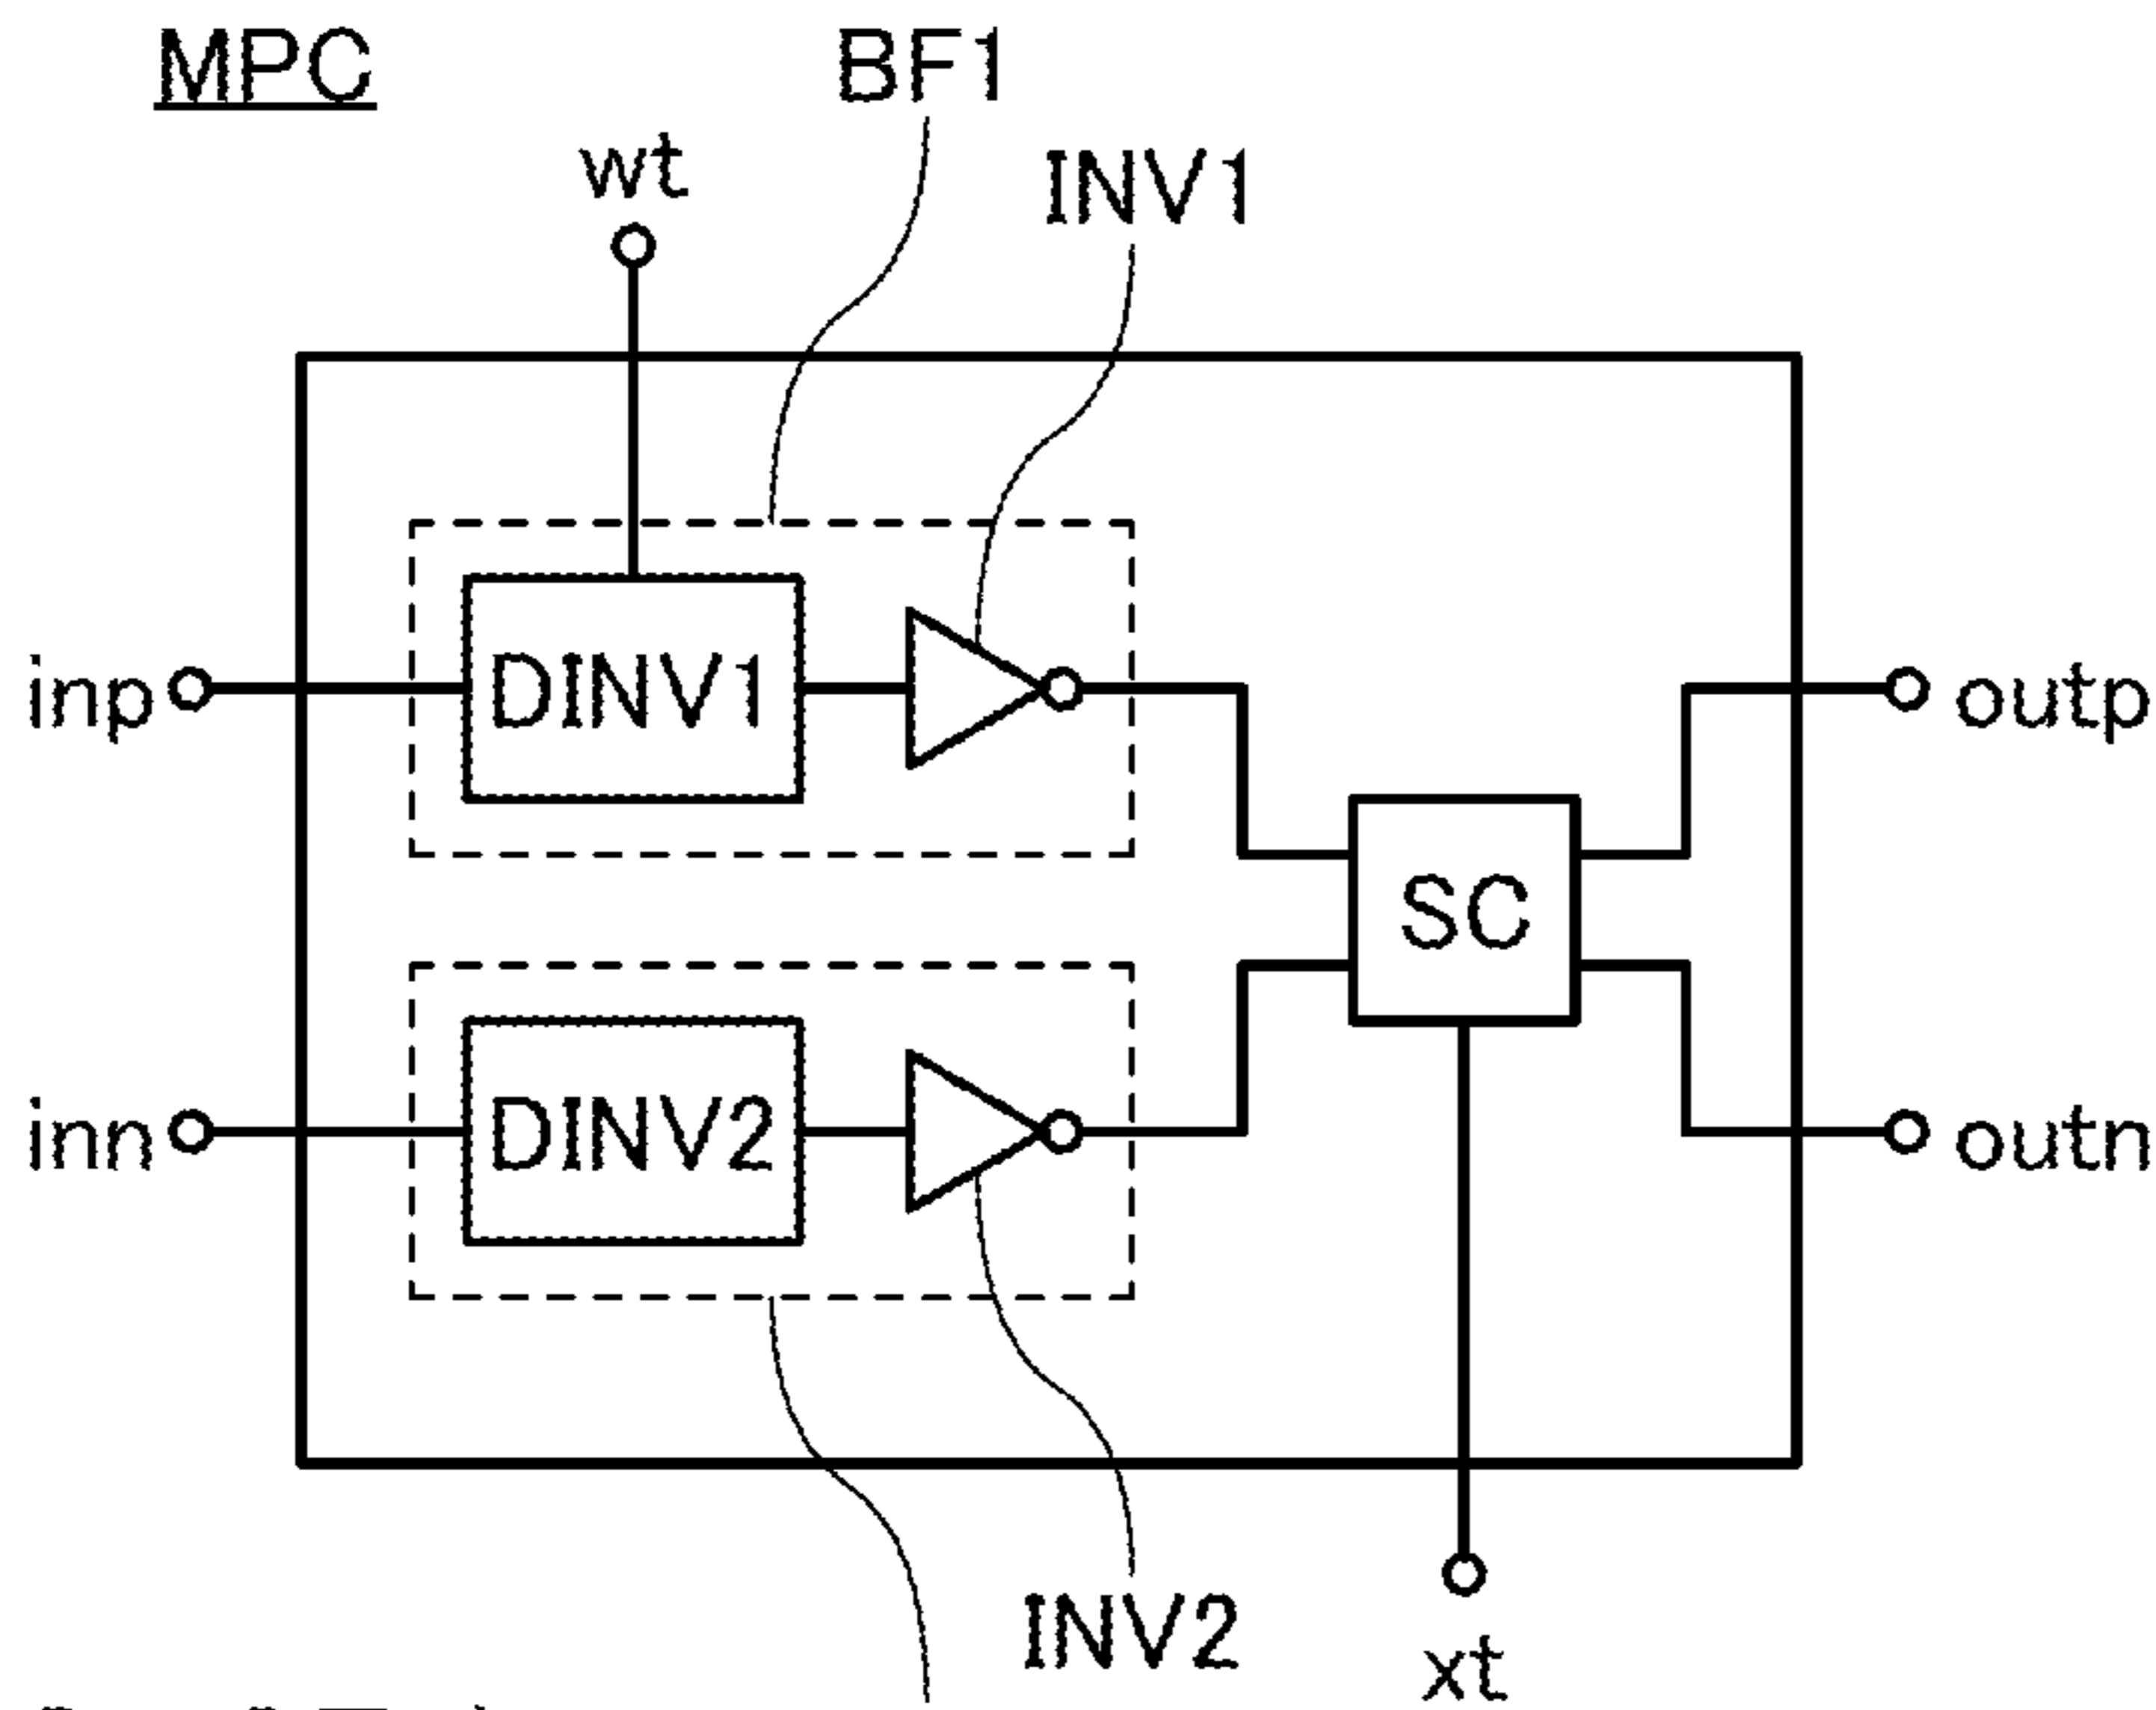 MPC
BF1
wt
INV1
inp
DINV1
outp
SC
inn
DINV2
outn
INV2
xt